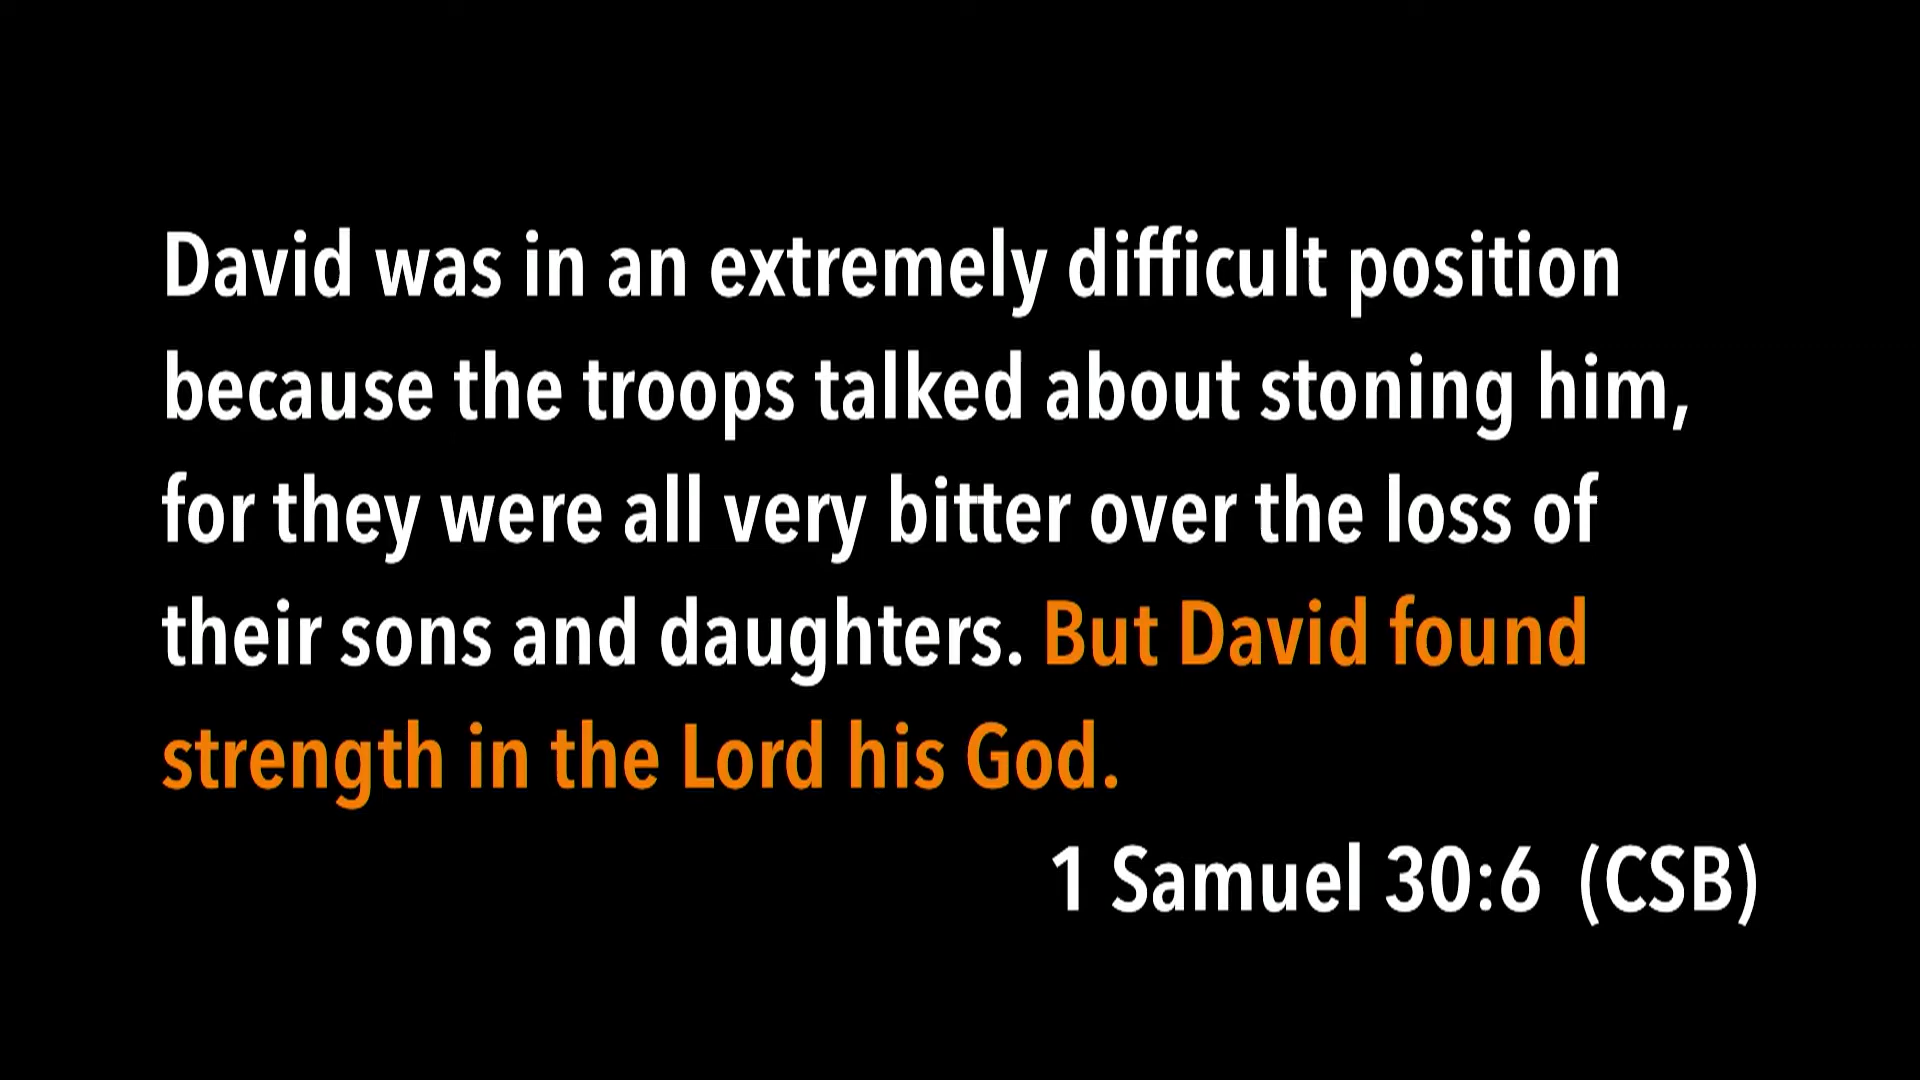 David was in an extremely difficult position
because the troops talked about stoning him,
for they were all very bitter over the loss of
their sons and daughters. But David found
strength in the Lord his God.
1 Samuel 30:6 (CSB)